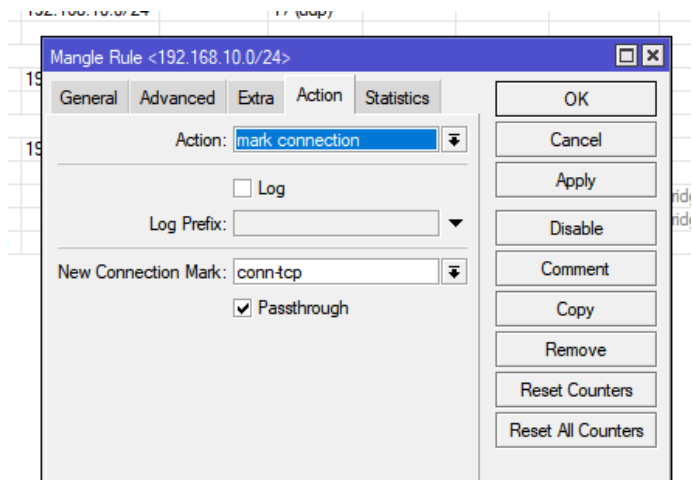 Mangle Rule <192.168.10.0/24>
General Advanced Extra Action Statistics
OK
Action: mark connection
Cancel
Log
Apply
Log Prefix:
Disable
New Connection Mark: conn-tcp
Comment
Passthrough
Copy
Remove
Reset Counters
Reset All Counters